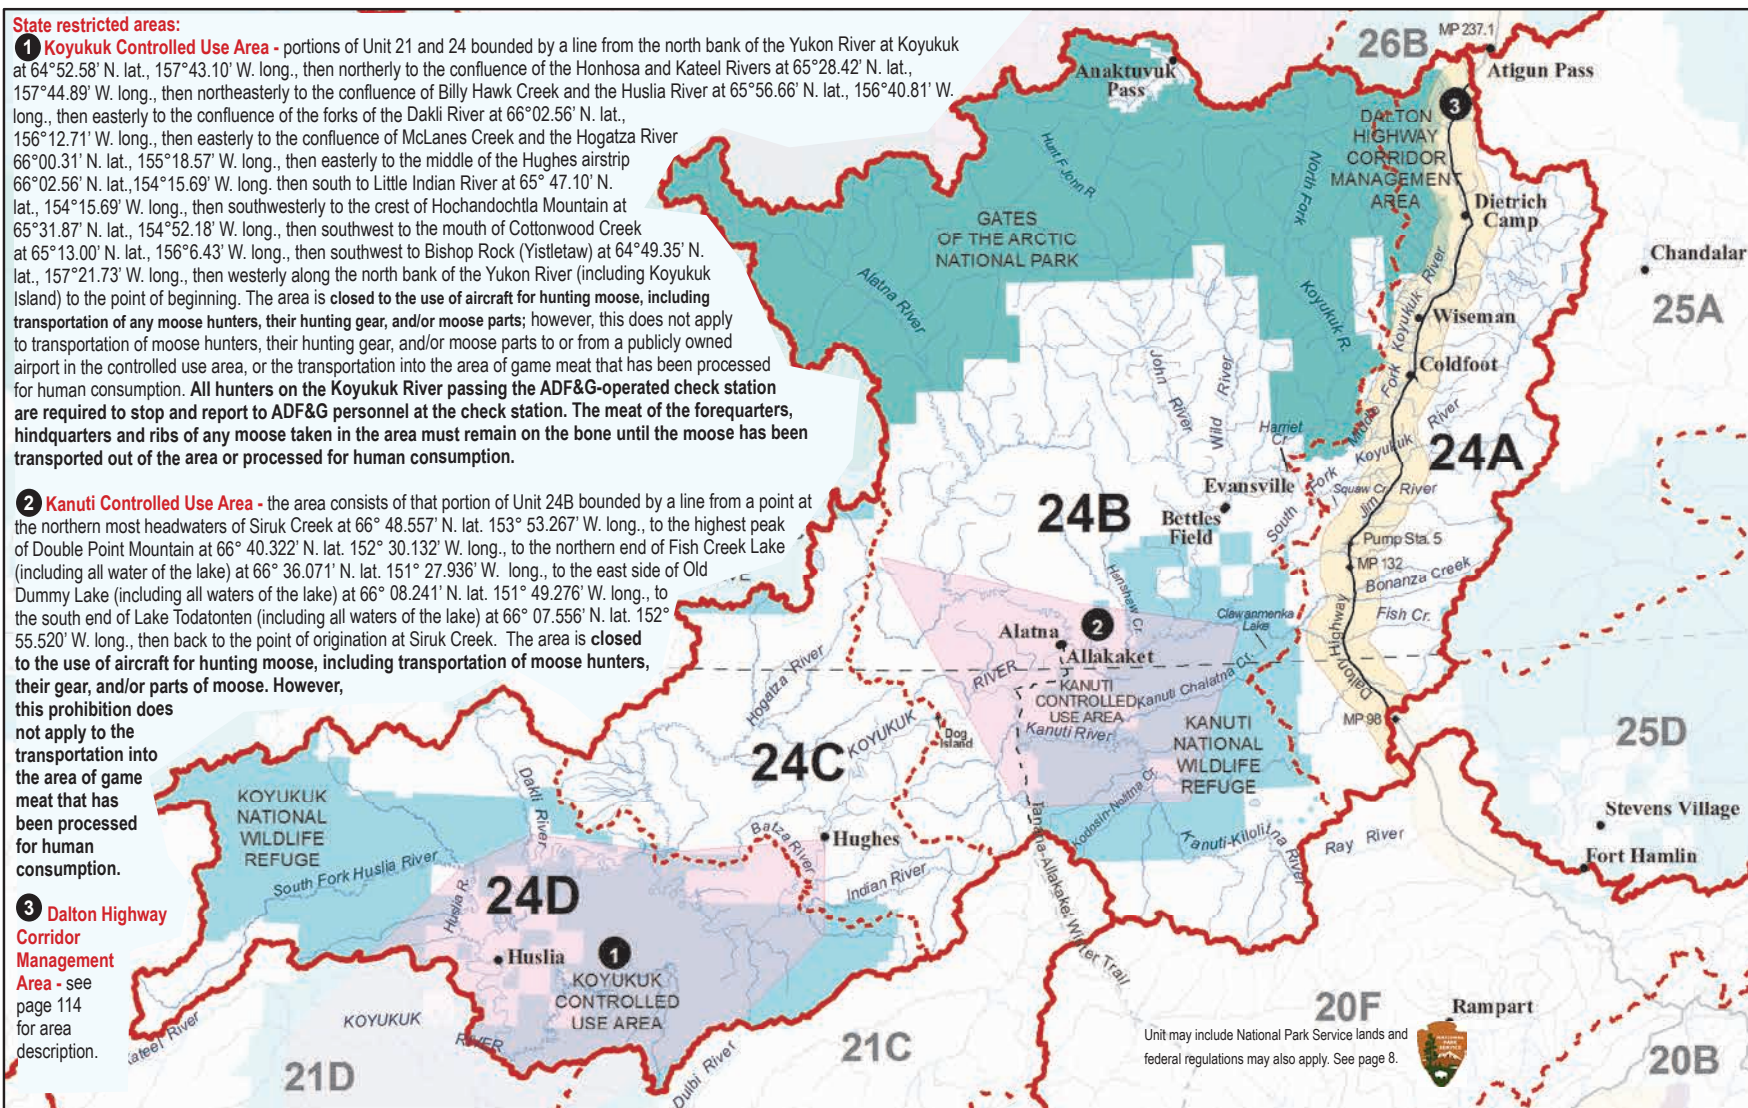 State restricted areas:
1 Koyukuk Controlled Use Area - portions of Unit 21 and 24 bounded by a line from the north bank of the Yukon River at Koyukuk
at 64°52.58' N. lat., 157°43.10' W. long., then northerly to the confluence of the Honhosa and Kateel Rivers at 65°28.42' N. lat.,
157°44.89' W. long., then northeasterly to the confluence of Billy Hawk Creek and the Huslia River at 65°56.66' N. lat., 156°40.81' W.
long., then easterly to the confluence of the forks of the Dakli River at 66°02.56' N. lat.,
156°12.71' W. long., then easterly to the confluence of McLanes Creek and the Hogatza River
66°00.31' N. lat., 155°18.57' W. long., then easterly to the middle of the Hughes airstrip
66°02.56' N. lat.,154°15.69' W. long. then south to Little Indian River at 65° 47.10' N.
lat., 154°15.69' W. long., then southwesterly to the crest of Hochandochtla Mountain at
65°31.87' N. lat., 154°52.18' W. long., then southwest to the mouth of Cottonwood Creek
at 65°13.00' N. lat., 156°6.43' W. long., then southwest to Bishop Rock (Yistletaw) at 64°49.35' N.
lat., 157°21.73' W. long., then westerly along the north bank of the Yukon River (including Koyukuk
Island) to the point of beginning. The area is closed to the use of aircraft for hunting moose, including
transportation of any moose hunters, their hunting gear, and/or moose parts; however, this does not apply
to transportation of moose hunters, their hunting gear, and/or moose parts to or from a publicly owned
airport in the controlled use area, or the transportation into the area of game meat that has been processed
for human consumption. All hunters on the Koyukuk River passing the ADF&G-operated check station
are required to stop and report to ADF&G personnel at the check station. The meat of the forequarters,
hindquarters and ribs of any moose taken in the area must remain on the bone until the moose has been
transported out of the area or processed for human consumption.
2 Kanuti Controlled Use Area - the area consists of that portion of Unit 24B bounded by a line from a point at
the northern most headwaters of Siruk Creek at 66° 48.557' N. lat. 153° 53.267' W. long., to the highest peak
of Double Point Mountain at 66° 40.322' N. lat. 152° 30.132' W. long., to the northern end of Fish Creek Lake
(including all water of the lake) at 66° 36.071' N. lat. 151° 27.936' W. long., to the east side of Old
Dummy Lake (including all waters of the lake) at 66° 08.241' N. lat. 151° 49.276' W. long., to
the south end of Lake Todatonten (including all waters of the lake) at 66° 07.556' N. lat. 152°
55.520' W. long., then back to the point of origination at Siruk Creek. The area is closed
to the use of aircraft for hunting moose, including transportation of moose hunters,
their gear, and/or parts of moose. However,
this prohibition does
not apply to the
transportation into
the area of game
meat that has
been processed
for human
consumption.
3 Dalton Highway
Corridor
Management
Area - see
page 114
for area
description.
26B
MP 237.1
Atigun Pass
Anaktuvuk
Pass
3
DALTON
HIGHWAY
CORRIDOR
MANAGEMENT
AREA
Hunt F John R.
North Fork
Koyukuk R.
Dietrich
Camp
GATES
OF THE ARCTIC
NATIONAL PARK
Chandalar
25A
Alatna River
Middle Fork Koyukuk River
Wiseman
Coldfoot
John River
Wild River
Harriet
Cr.
South Fork Koyukuk River
24A
Evansville
Squaw Cr.
Jim River
24B
Bettles
Field
Pump Sta. 5
MP 132
Bonanza Creek
Henshaw Cr.
Clawanmenka
Lake
Fish Cr.
2
Alatna
Allakaket
Dalton Highway
Hogatza River
KOYUKUK RIVER
KANUTI
CONTROLLED
USE AREA
Kanuti Chalatna Cr.
Kanuti River
MP 98
KANUTI
NATIONAL
WILDLIFE
REFUGE
25D
Dog
Island
24C
KOYUKUK
NATIONAL
WILDLIFE
REFUGE
Dakli River
Kodosin-Nolitna Cr.
Stevens Village
Batza River
Hughes
Kanuti-Kilolitna River
Ray River
Fort Hamlin
South Fork Huslia River
Huslia R.
24D
Indian River
Tanana-Allakaket Winter Trail
Huslia
1
KOYUKUK
CONTROLLED
USE AREA
20F
Rampart
KOYUKUK RIVER
Kateel River
21D
Dulbi River
21C
Unit may include National Park Service lands and
federal regulations may also apply. See page 8.
20B